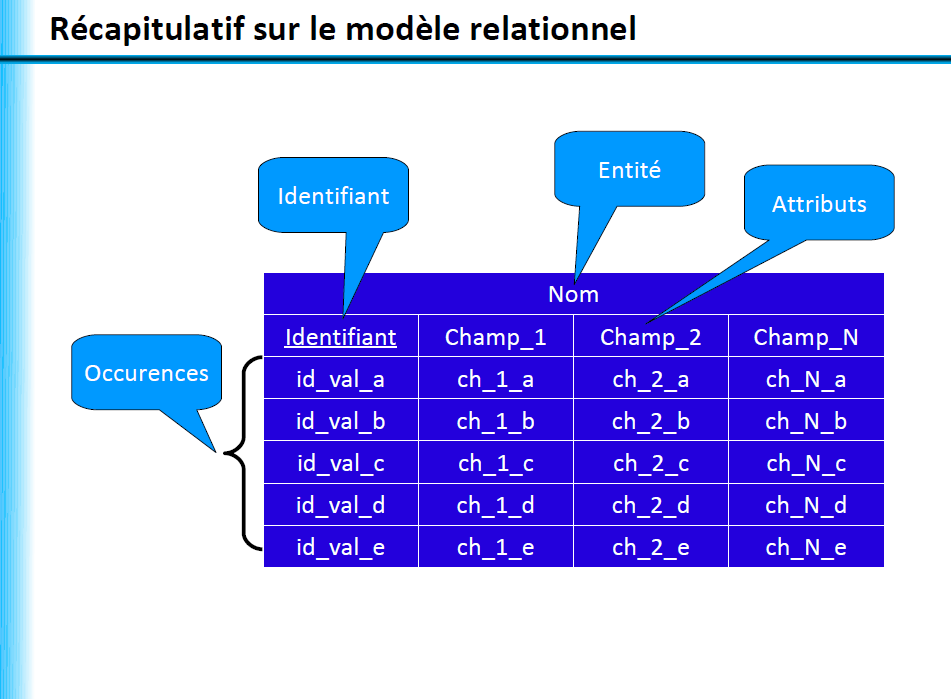 Récapitulatif sur le modèle relationnel
Entité
Identifiant
Attributs
Nom
Identifiant Champ_1 Champ_2 Champ_N
Occurences
id_val_a ch_1_a ch_2_a ch_N_a
id_val_b ch_1_b ch_2_b ch_N_b
id_val_c ch_1_c ch_2_c ch_N_c
id_val_d ch_1_d ch_2_d ch_N_d
id_val_e ch_1_e ch_2_e ch_N_e